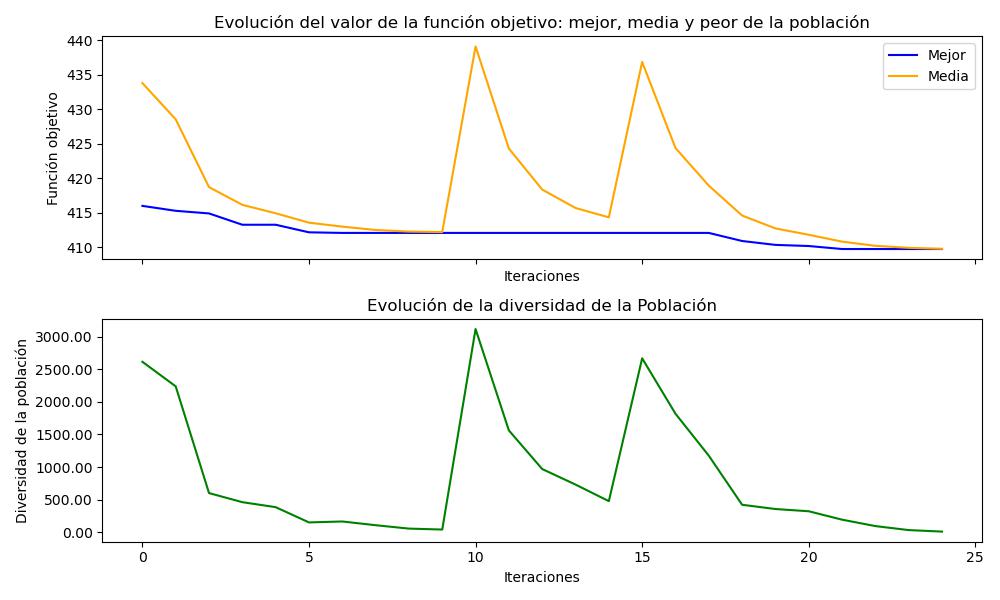 Evolución del valor de la función objetivo: mejor, media y peor de la población
440
435
430
425
420
415
410
Función objetivo
Mejor
Media
Iteraciones
Evolución de la diversidad de la Población
3000.00
2500.00
2000.00
1500.00
1000.00
500.00
0.00
Diversidad de la población
0 5 10 15 20 25
Iteraciones